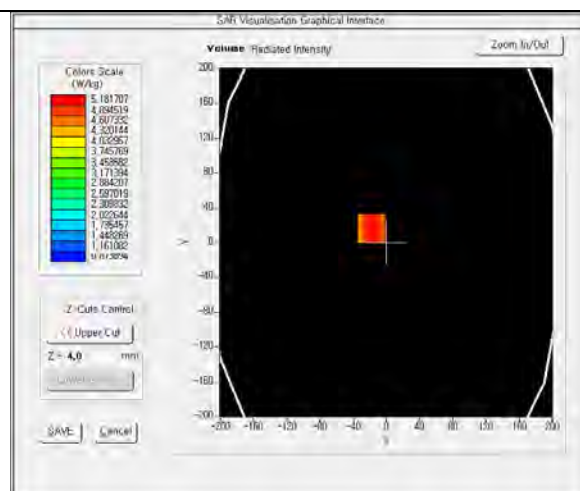 SAR Visualisation Graphical Interface
Volume Radiated Intensity
Zoom In/Out
Colors Scale
(W/kg)
5,181707
4,894519
4,607332
4,320144
4,032957
3,745769
3,458582
3,171394
2,884207
2,597019
2,309832
2,022644
1,735457
1,448269
1,161082
0,873894
200
160
120
80
40
0
-40
-80
-120
-160
-200
Y
-200 -160 -120 -80 -40 0 40 80 120 160 200
X
Z-Cuts Control
<< Upper Cut
Z = 4,0 mm
SAVE
Cancel